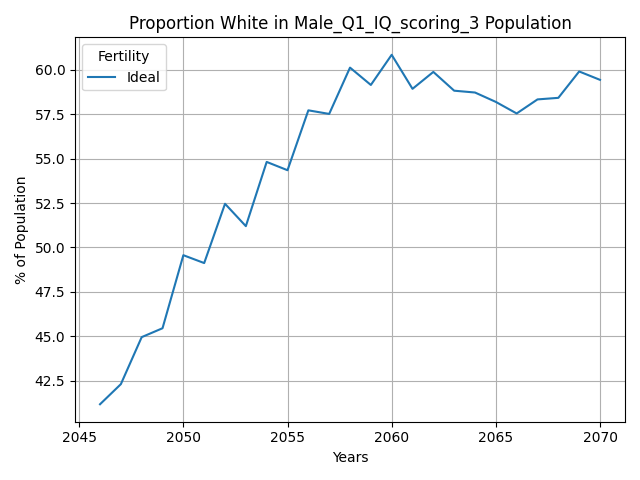 Proportion White in Male_Q1_IQ_scoring_3 Population
Fertility
Ideal
% of Population
60.0
57.5
55.0
52.5
50.0
47.5
45.0
42.5
2045 2050 2055 2060 2065 2070
Years